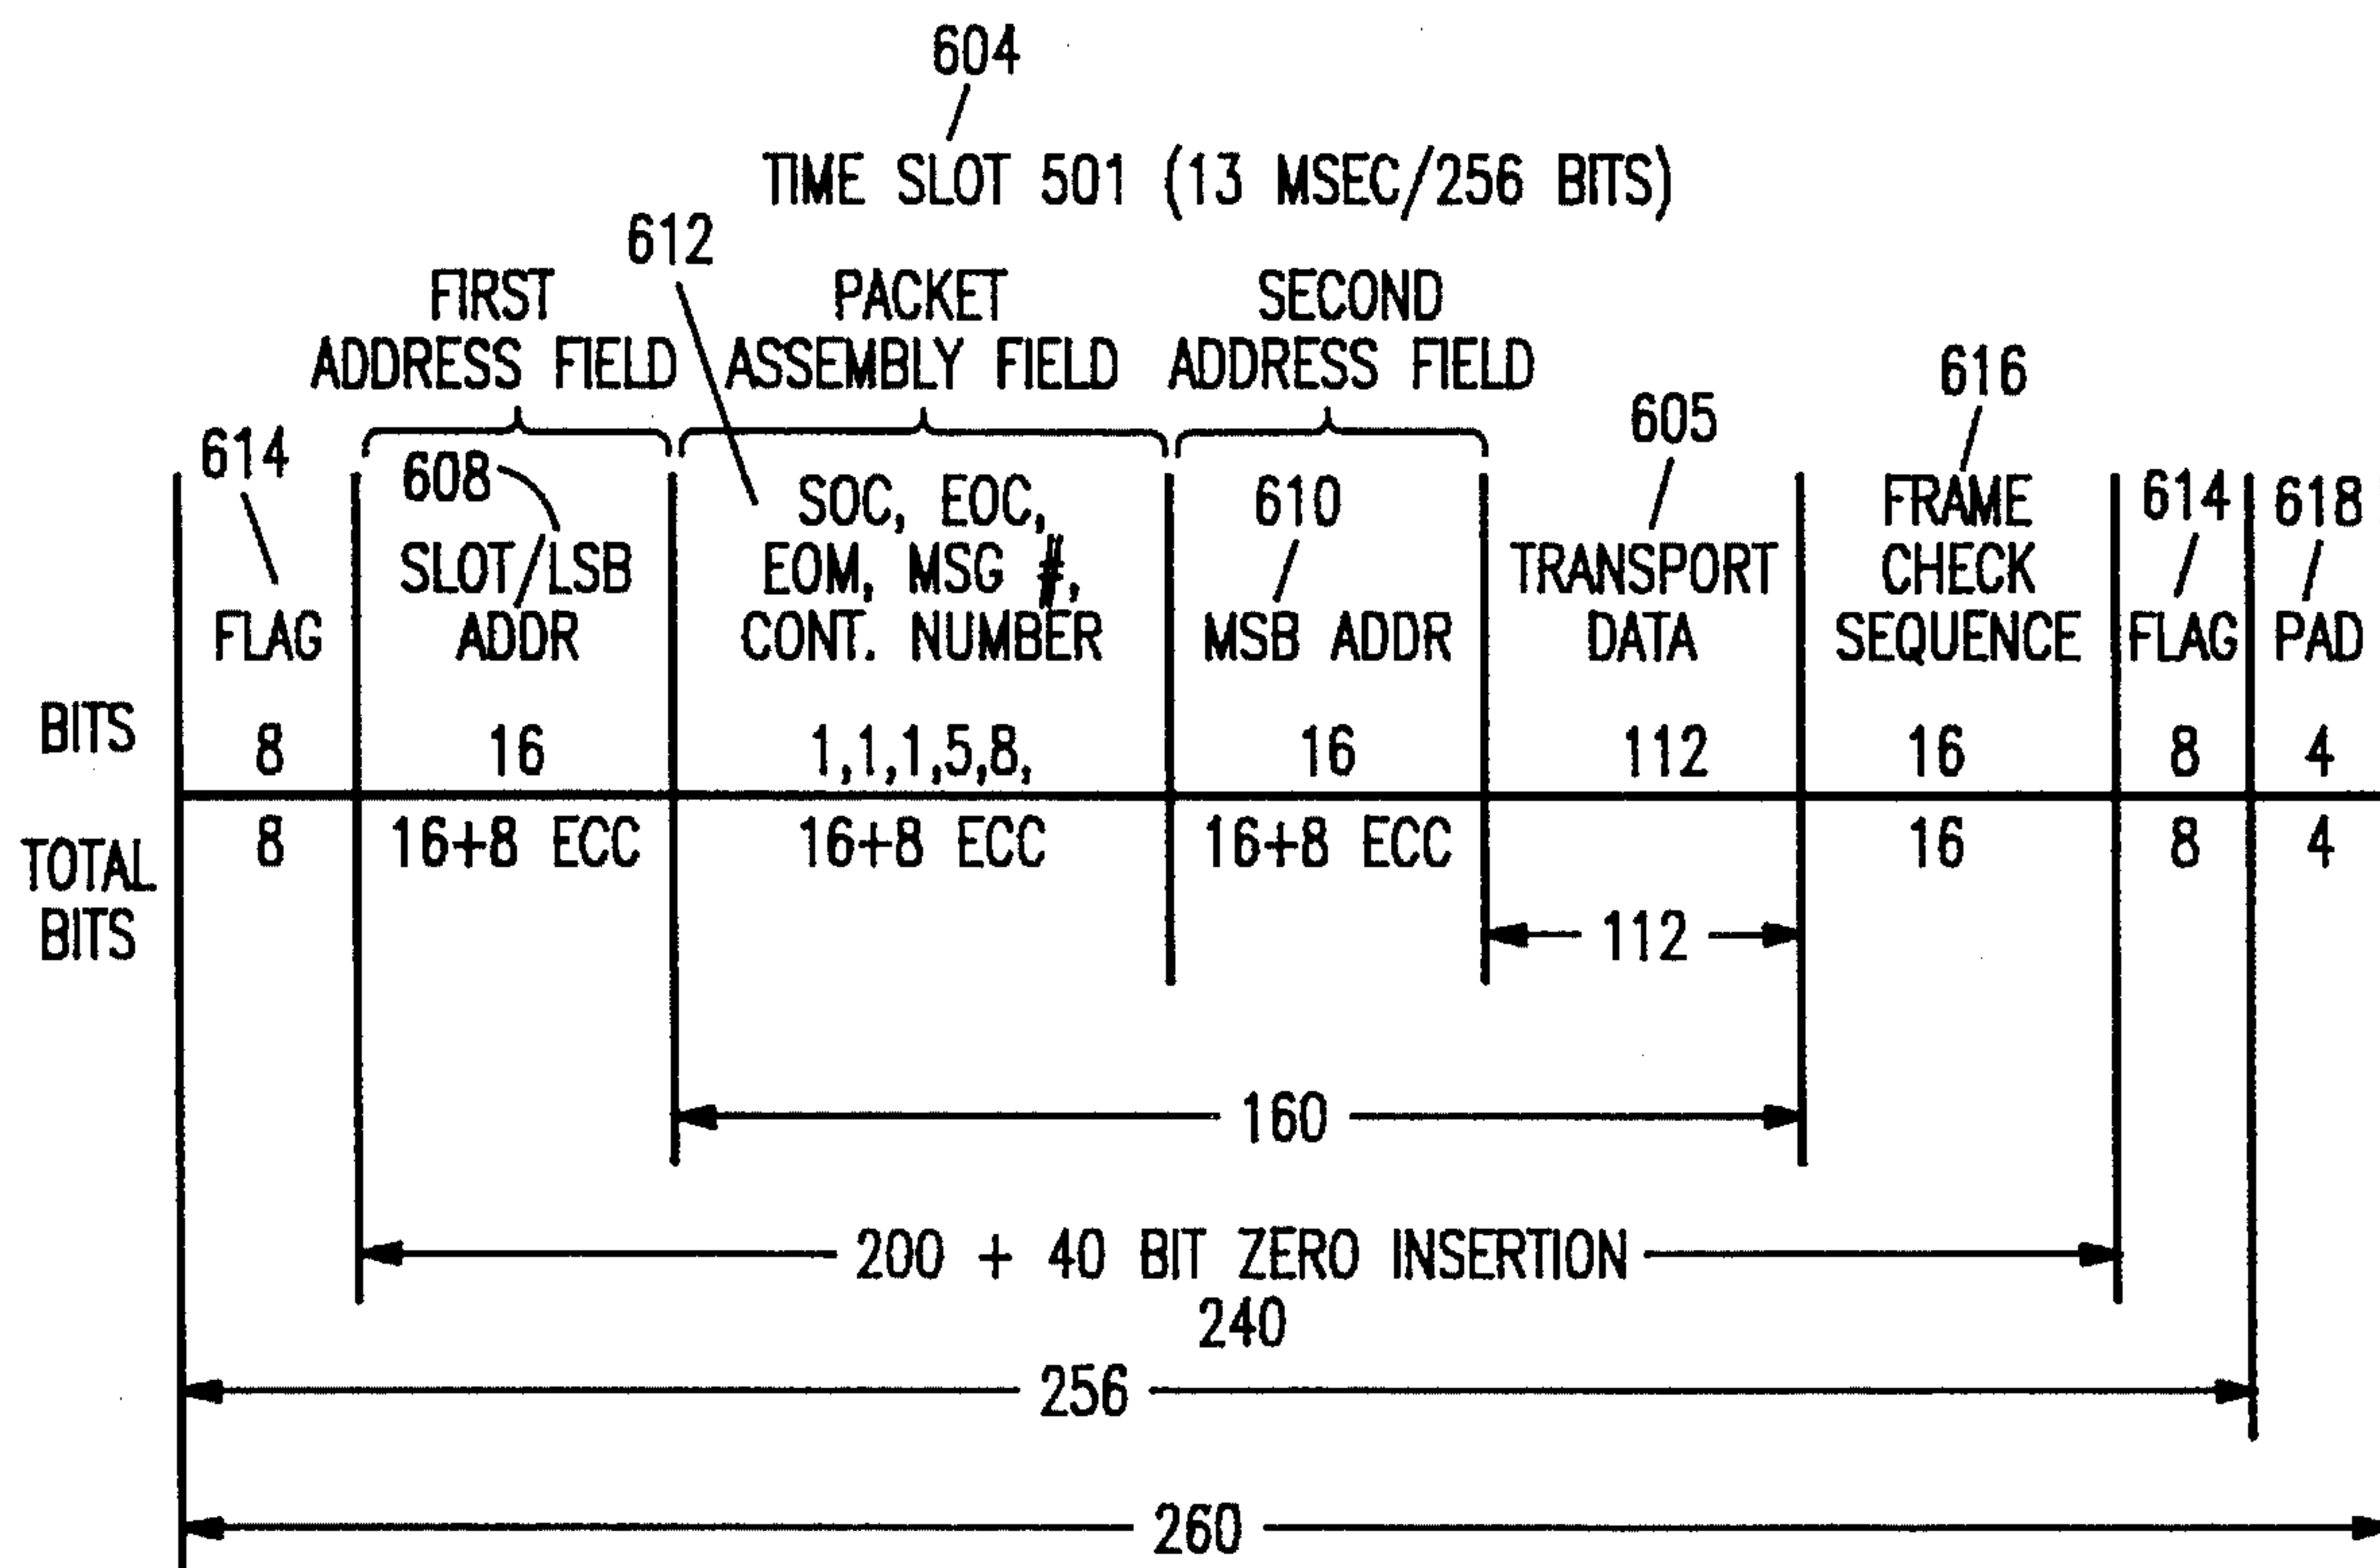 604
TIME SLOT 501 (13 MSEC/256 BITS)
612
FIRST
ADDRESS FIELD
PACKET
ASSEMBLY FIELD
SECOND
ADDRESS FIELD
614
FLAG
608
SLOT/LSB
ADDR
SOC, EOC,
EOM, MSG #,
CONT. NUMBER
610
MSB ADDR
605
TRANSPORT
DATA
616
FRAME
CHECK
SEQUENCE
614
FLAG
618
PAD
BITS
8
16
1,1,1,5,8,
16
112
16
8
4
TOTAL
BITS
8
16+8 ECC
16+8 ECC
16+8 ECC
16
8
4
112
160
200 + 40 BIT ZERO INSERTION
240
256
260